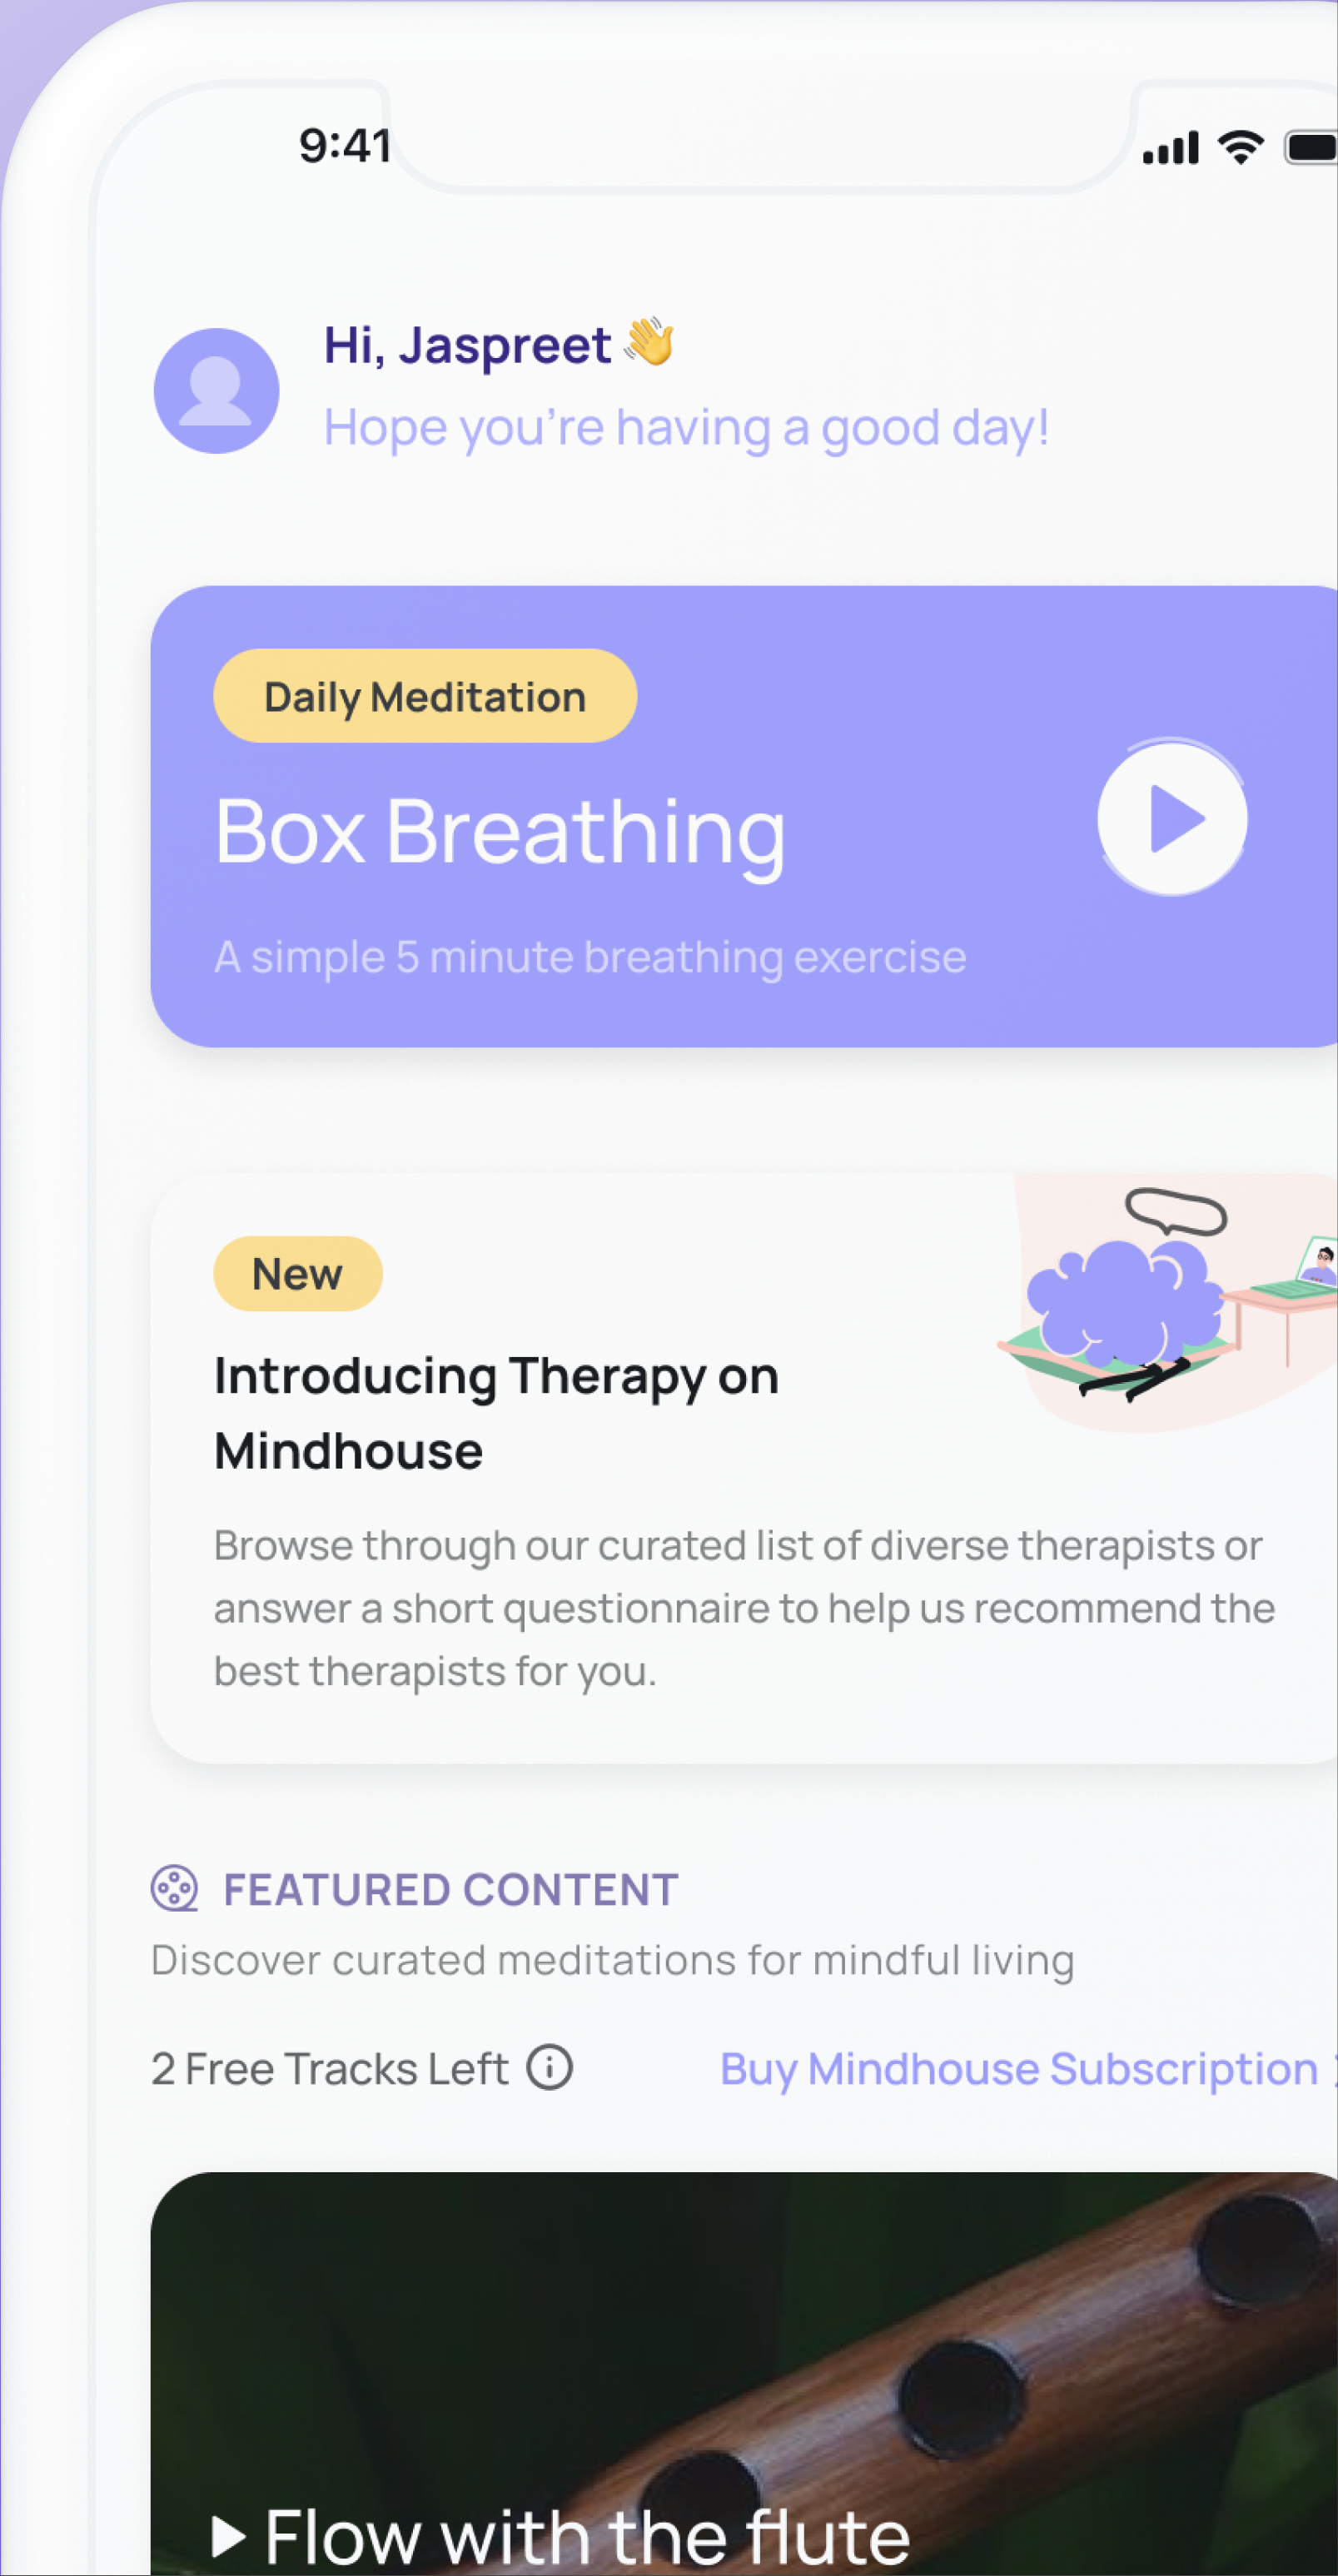 9:41
Hi, Jaspreet 👋
Hope you're having a good day!
Daily Meditation
Box Breathing
A simple 5 minute breathing exercise
New
Introducing Therapy on
Mindhouse
Browse through our curated list of diverse therapists or
answer a short questionnaire to help us recommend the
best therapists for you.
FEATURED CONTENT
Discover curated meditations for mindful living
2 Free Tracks Left
Buy Mindhouse Subscription
Flow with the flute